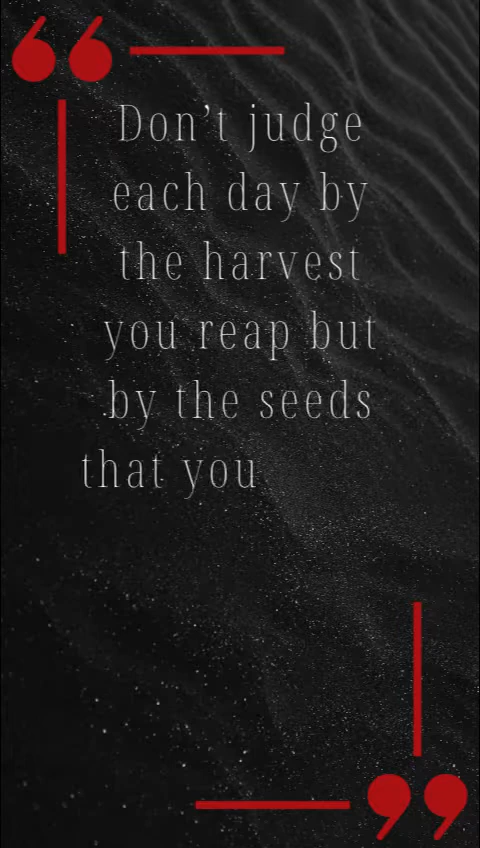 Don’t judge
each day by
the harvest
you reap but
by the seeds
that you